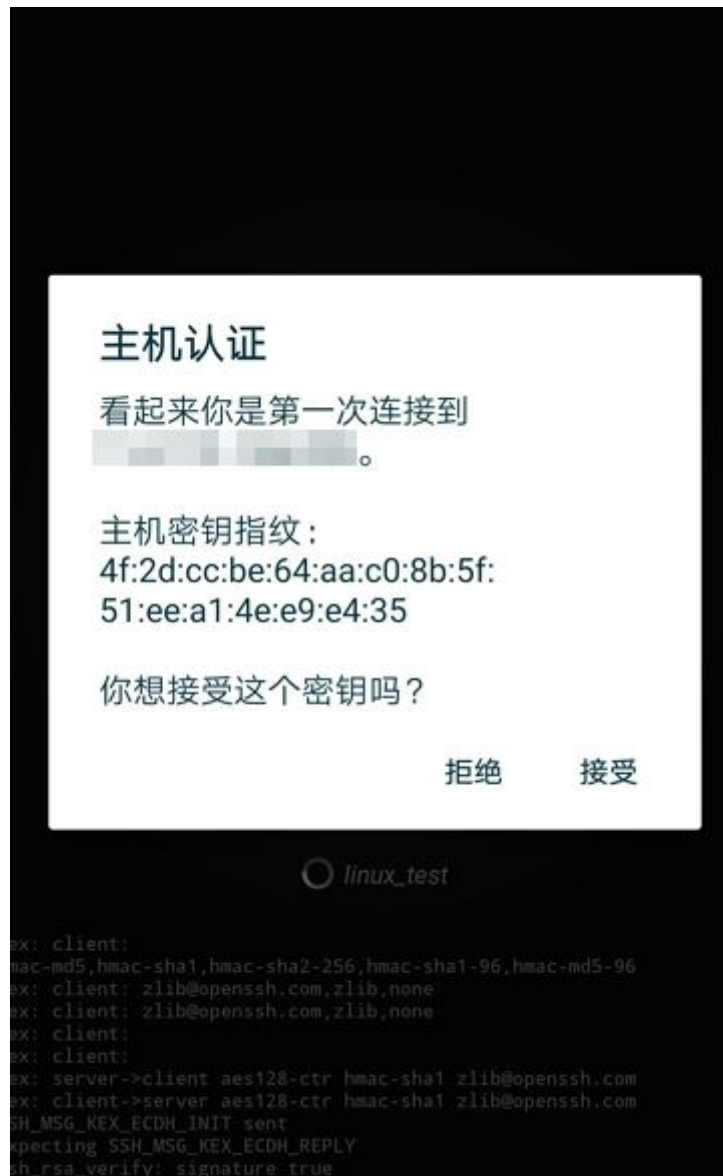 主机认证
看起来你是第一次连接到
。
主机密钥指纹：
4f:2d:cc:be:64:aa:c0:8b:5f:
51:ee:a1:4e:e9:e4:35
你想接受这个密钥吗？
拒绝 接受
linux_test
ex: client:
mac-md5,hmac-sha1,hmac-sha2-256,hmac-sha1-96,hmac-md5-96
ex: client: zlib@openssh.com,zlib,none
ex: client: zlib@openssh.com,zlib,none
ex: client:
ex: client:
ex: server->client aes128-ctr hmac-sha1 zlib@openssh.com
ex: client->server aes128-ctr hmac-sha1 zlib@openssh.com
SH_MSG_KEX_ECDH_INIT sent
xpecting SSH_MSG_KEX_ECDH_REPLY
sh_rsa_verify: signature true